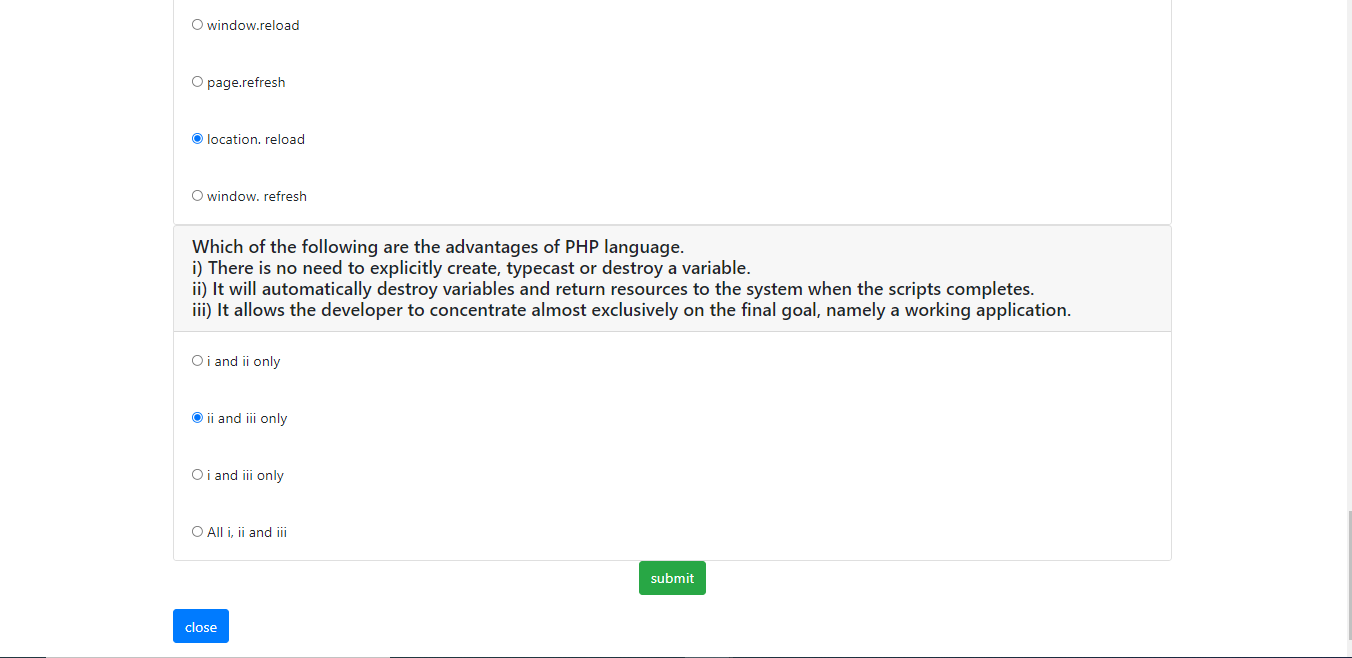 window.reload
page.refresh
location. reload
window. refresh
Which of the following are the advantages of PHP language.
i) There is no need to explicitly create, typecast or destroy a variable.
ii) It will automatically destroy variables and return resources to the system when the scripts completes.
iii) It allows the developer to concentrate almost exclusively on the final goal, namely a working application.
i and ii only
ii and iii only
i and iii only
All i, ii and iii
submit
close